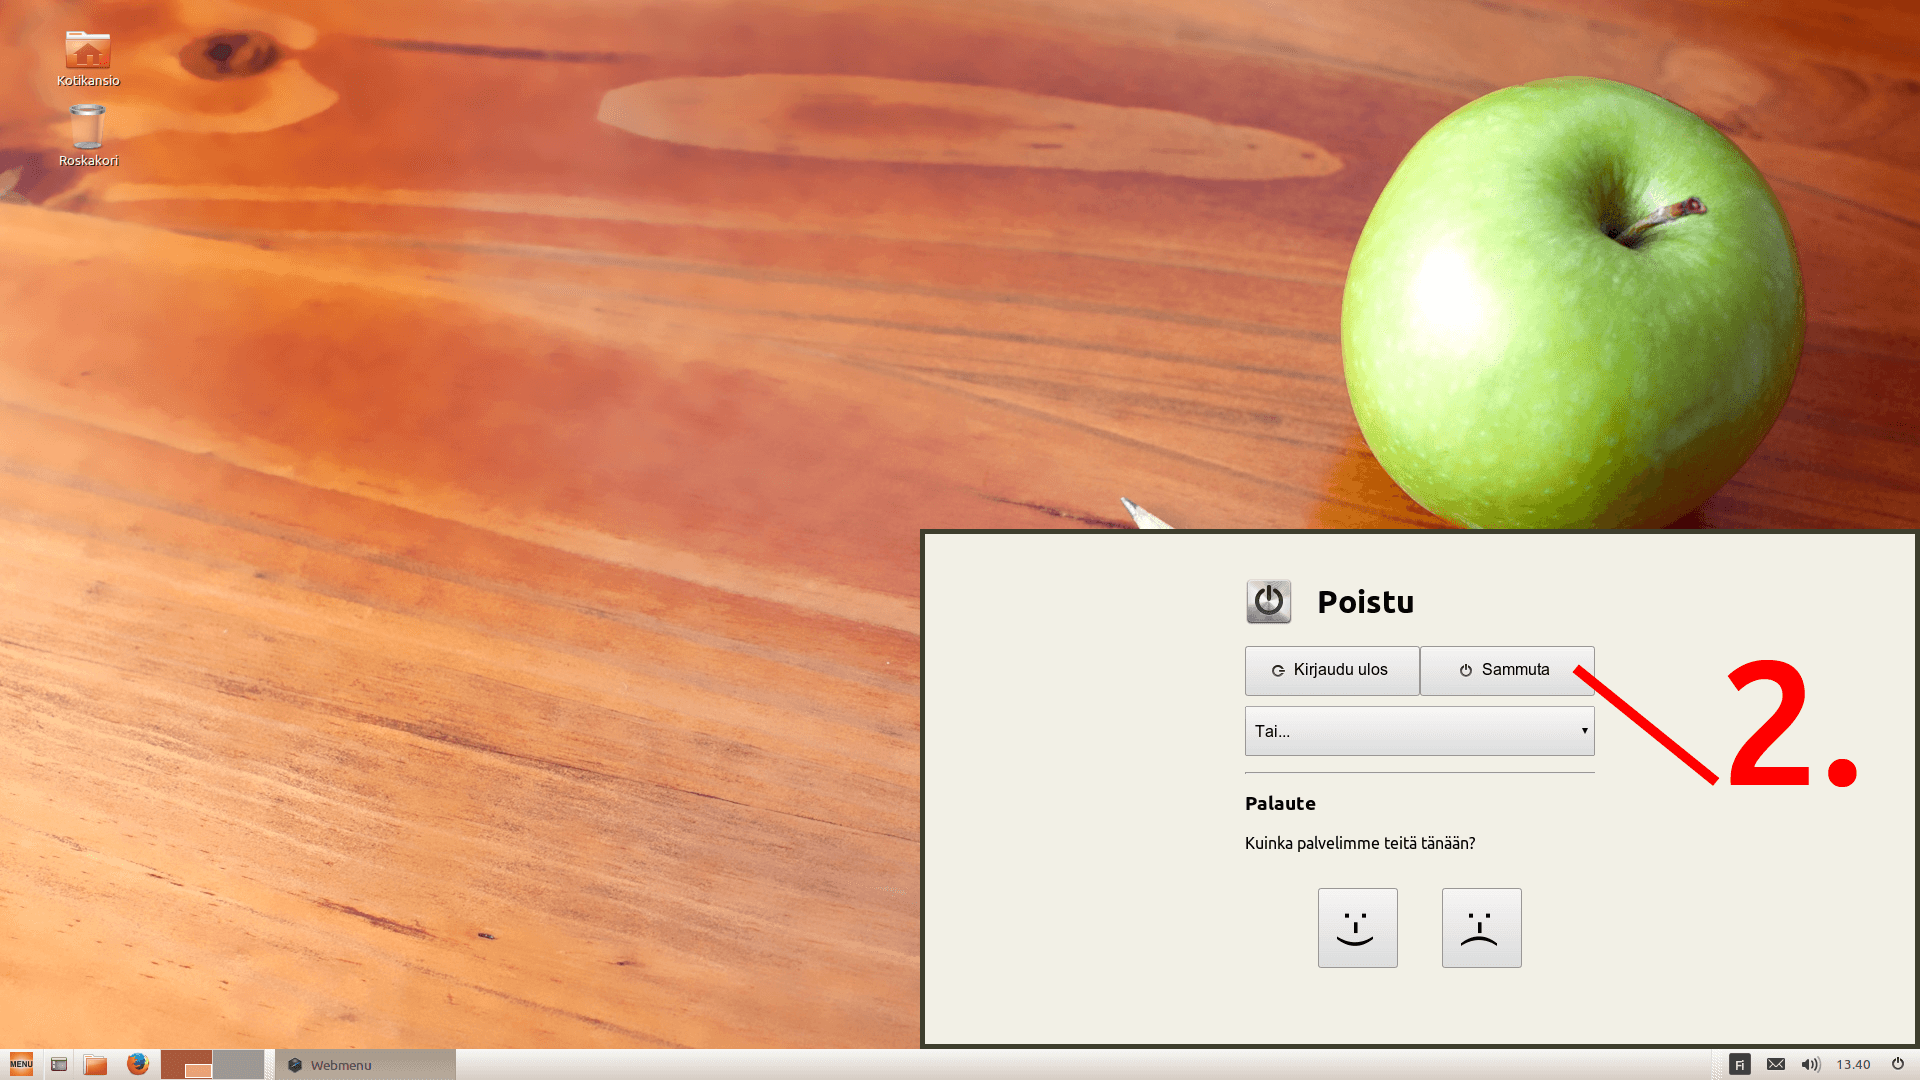 Kotikansio
Roskakori
Poistu
Kirjaudu ulos
Sammuta
2.
Tai...
Palaute
Kuinka palvelimme teitä tänään?
MENU
Webmenu
Fi
13.40